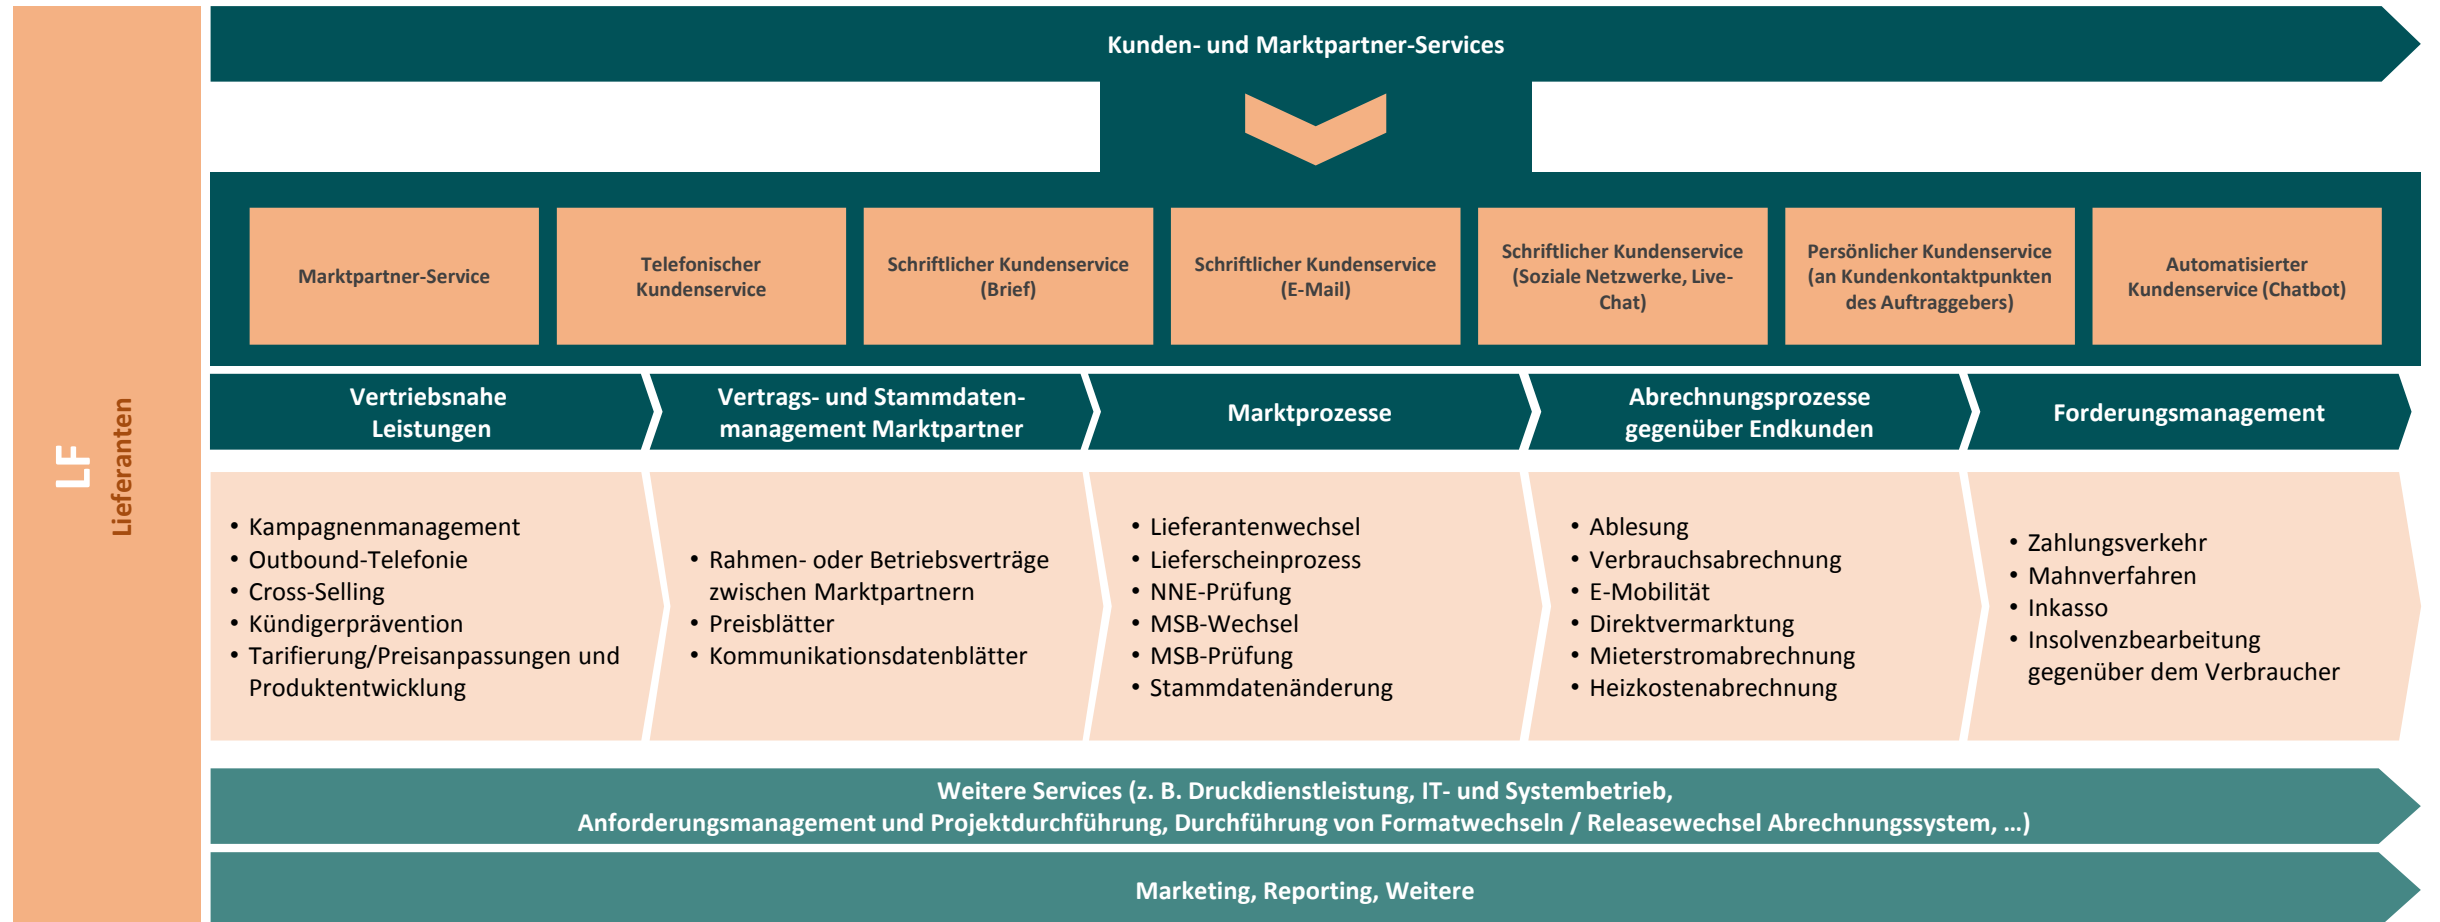 LF
Lieferanten
Kunden- und Marktpartner-Services
Marktpartner-Service
Telefonischer
Kundenservice
Schriftlicher Kundenservice
(Brief)
Schriftlicher Kundenservice
(E-Mail)
Schriftlicher Kundenservice
(Soziale Netzwerke, Live-
Chat)
Persönlicher Kundenservice
(an Kundenkontaktpunkten
des Auftraggebers)
Automatisierter
Kundenservice (Chatbot)
Vertriebsnahe
Leistungen
Vertrags- und Stammdaten-
management Marktpartner
Marktprozesse
Abrechnungsprozesse
gegenüber Endkunden
Forderungsmanagement
• Kampagnenmanagement
• Outbound-Telefonie
• Cross-Selling
• Kündigerprävention
• Tarifierung/Preisanpassungen und
Produktentwicklung
• Rahmen- oder Betriebsverträge
zwischen Marktpartnern
• Preisblätter
• Kommunikationsdatenblätter
• Lieferantenwechsel
• Lieferscheinprozess
• NNE-Prüfung
• MSB-Wechsel
• MSB-Prüfung
• Stammdatenänderung
• Ablesung
• Verbrauchsabrechnung
• E-Mobilität
• Direktvermarktung
• Mieterstromabrechnung
• Heizkostenabrechnung
• Zahlungsverkehr
• Mahnverfahren
• Inkasso
• Insolvenzbearbeitung
gegenüber dem Verbraucher
Weitere Services (z. B. Druckdienstleistung, IT- und Systembetrieb,
Anforderungsmanagement und Projektdurchführung, Durchführung von Formatwechseln / Releasewechsel Abrechnungssystem, …)
Marketing, Reporting, Weitere